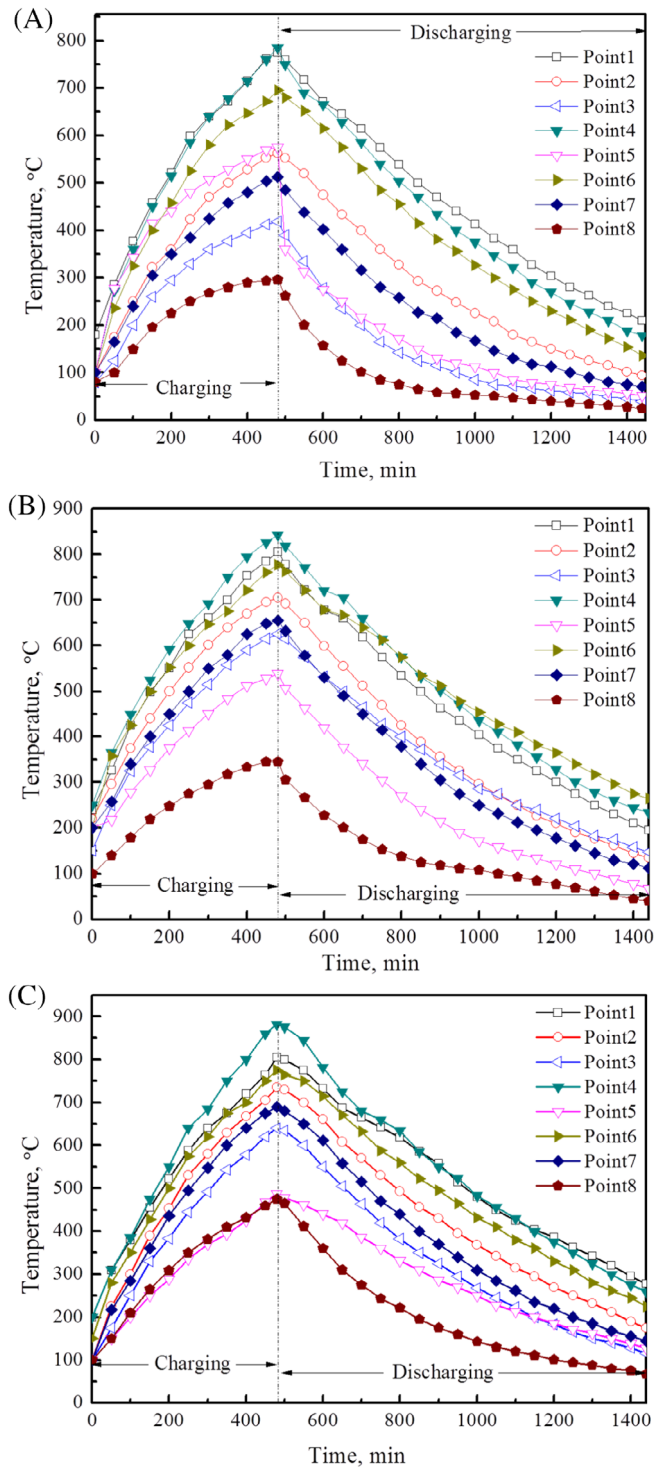 (A)
800
700
600
500
400
300
200
100
0
Temperature, °C
Discharging
Point1
Point2
Point3
Point4
Point5
Point6
Point7
Point8
Charging
0 200 400 600 800 1000 1200 1400
Time, min
(B)
900
800
700
600
500
400
300
200
100
0
Temperature, °C
Point1
Point2
Point3
Point4
Point5
Point6
Point7
Point8
Charging Discharging
0 200 400 600 800 1000 1200 1400
Time, min
(C)
900
800
700
600
500
400
300
200
100
0
Temperature, °C
Point1
Point2
Point3
Point4
Point5
Point6
Point7
Point8
Charging Discharging
0 200 400 600 800 1000 1200 1400
Time, min